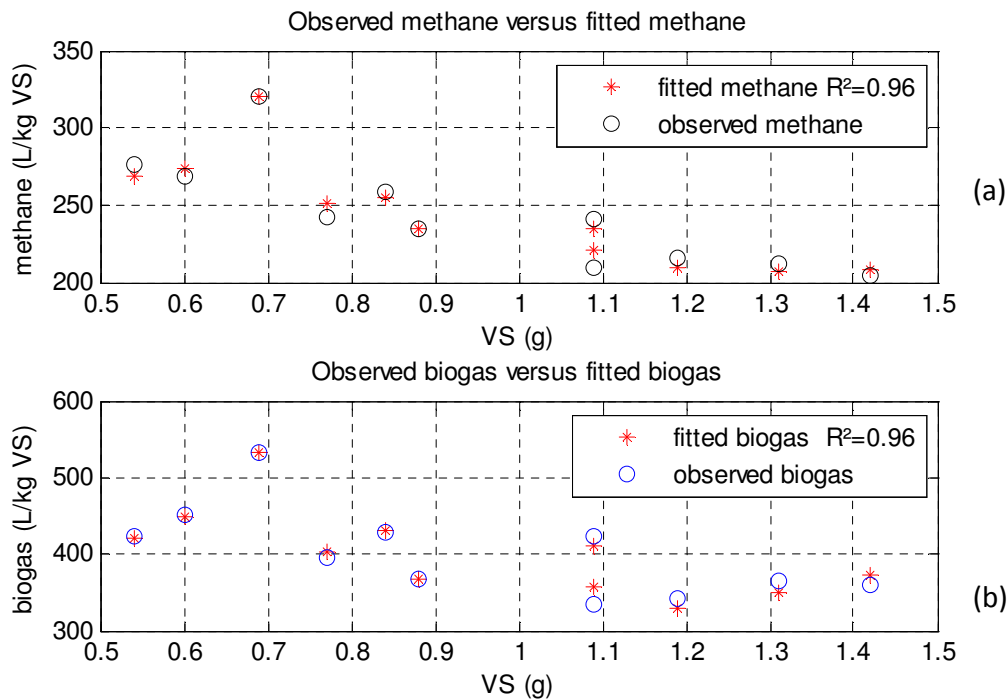 Observed methane versus fitted methane
350
300
250
200
methane (L/kg VS)
fitted methane R²=0.96
observed methane
(a)
0.5 0.6 0.7 0.8 0.9 1 1.1 1.2 1.3 1.4 1.5
VS (g)
Observed biogas versus fitted biogas
600
500
400
300
biogas (L/kg VS)
fitted biogas R²=0.96
observed biogas
(b)
0.5 0.6 0.7 0.8 0.9 1 1.1 1.2 1.3 1.4 1.5
VS (g)